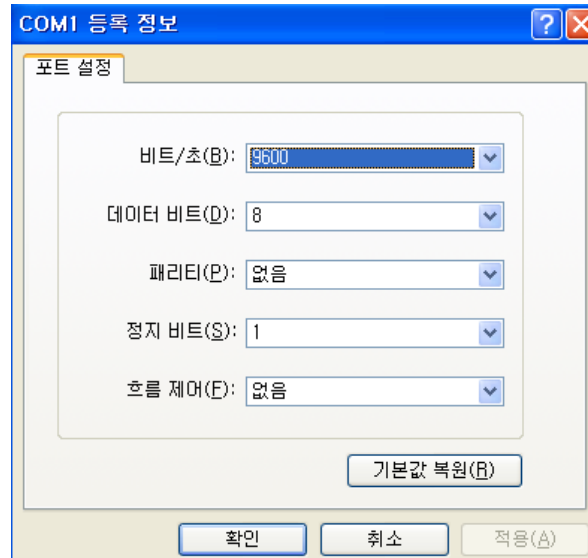 COM1 등록 정보
포트 설정
비트/초(B): 9600
데이터 비트(D): 8
패리티(P): 없음
정지 비트(S): 1
흐름 제어(F): 없음
기본값 복원(R)
확인 취소 적용(A)